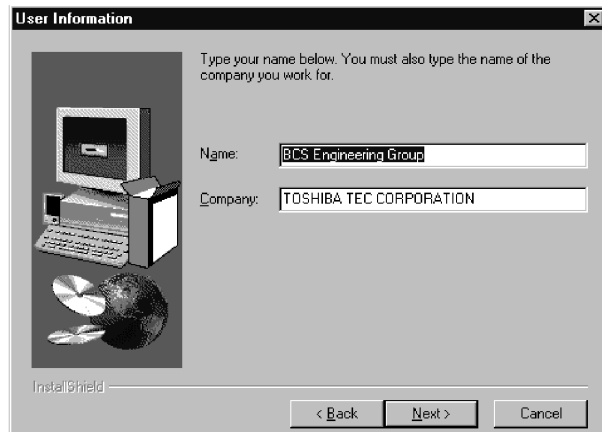 User Information
Type your name below. You must also type the name of the
company you work for.
Name: BCS Engineering Group
Company: TOSHIBA TEC CORPORATION
InstallShield
< Back Next > Cancel